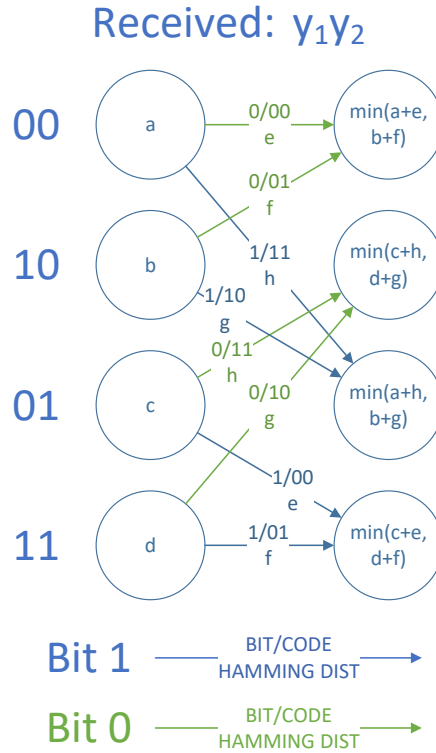 Received: y₁y₂
00
a
0/00
e
min(a+e,
b+f)
0/01
f
10
b
1/11
h
min(c+h,
d+g)
1/10
g
0/11
h
01
c
0/10
g
min(a+h,
b+g)
1/00
e
11
d
1/01
f
min(c+e,
d+f)
Bit 1
BIT/CODE
HAMMING DIST
Bit 0
BIT/CODE
HAMMING DIST